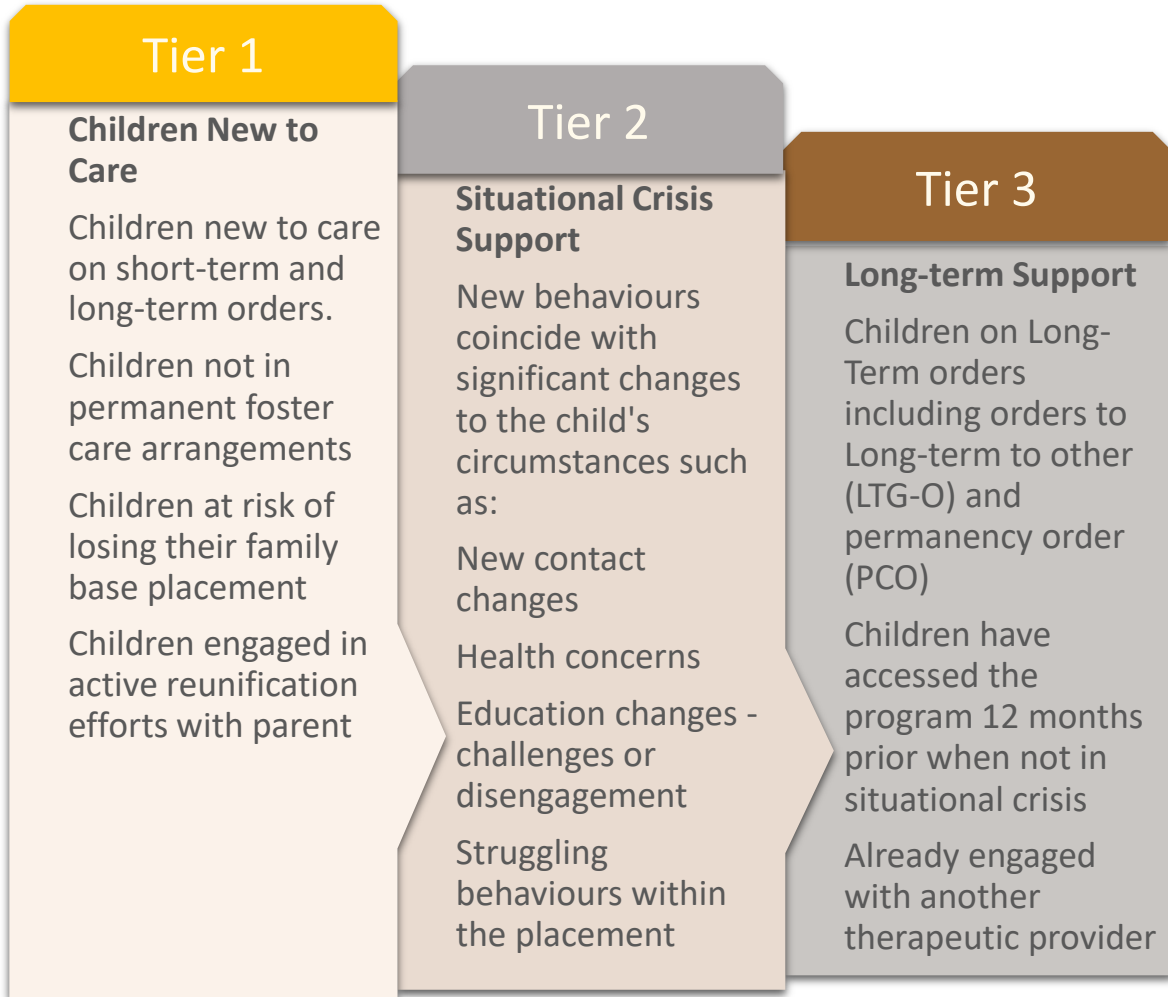 Tier 1
Children New to
Care
Children new to care
on short-term and
long-term orders.
Children not in
permanent foster
care arrangements
Children at risk of
losing their family
base placement
Children engaged in
active reunification
efforts with parent
Tier 2
Situational Crisis
Support
New behaviours
coincide with
significant changes
to the child's
circumstances such
as:
New contact
changes
Health concerns
Education changes -
challenges or
disengagement
Struggling
behaviours within
the placement
Tier 3
Long-term Support
Children on Long-
Term orders
including orders to
Long-term to other
(LTG-O) and
permanency order
(PCO)
Children have
accessed the
program 12 months
prior when not in
situational crisis
Already engaged
with another
therapeutic provider